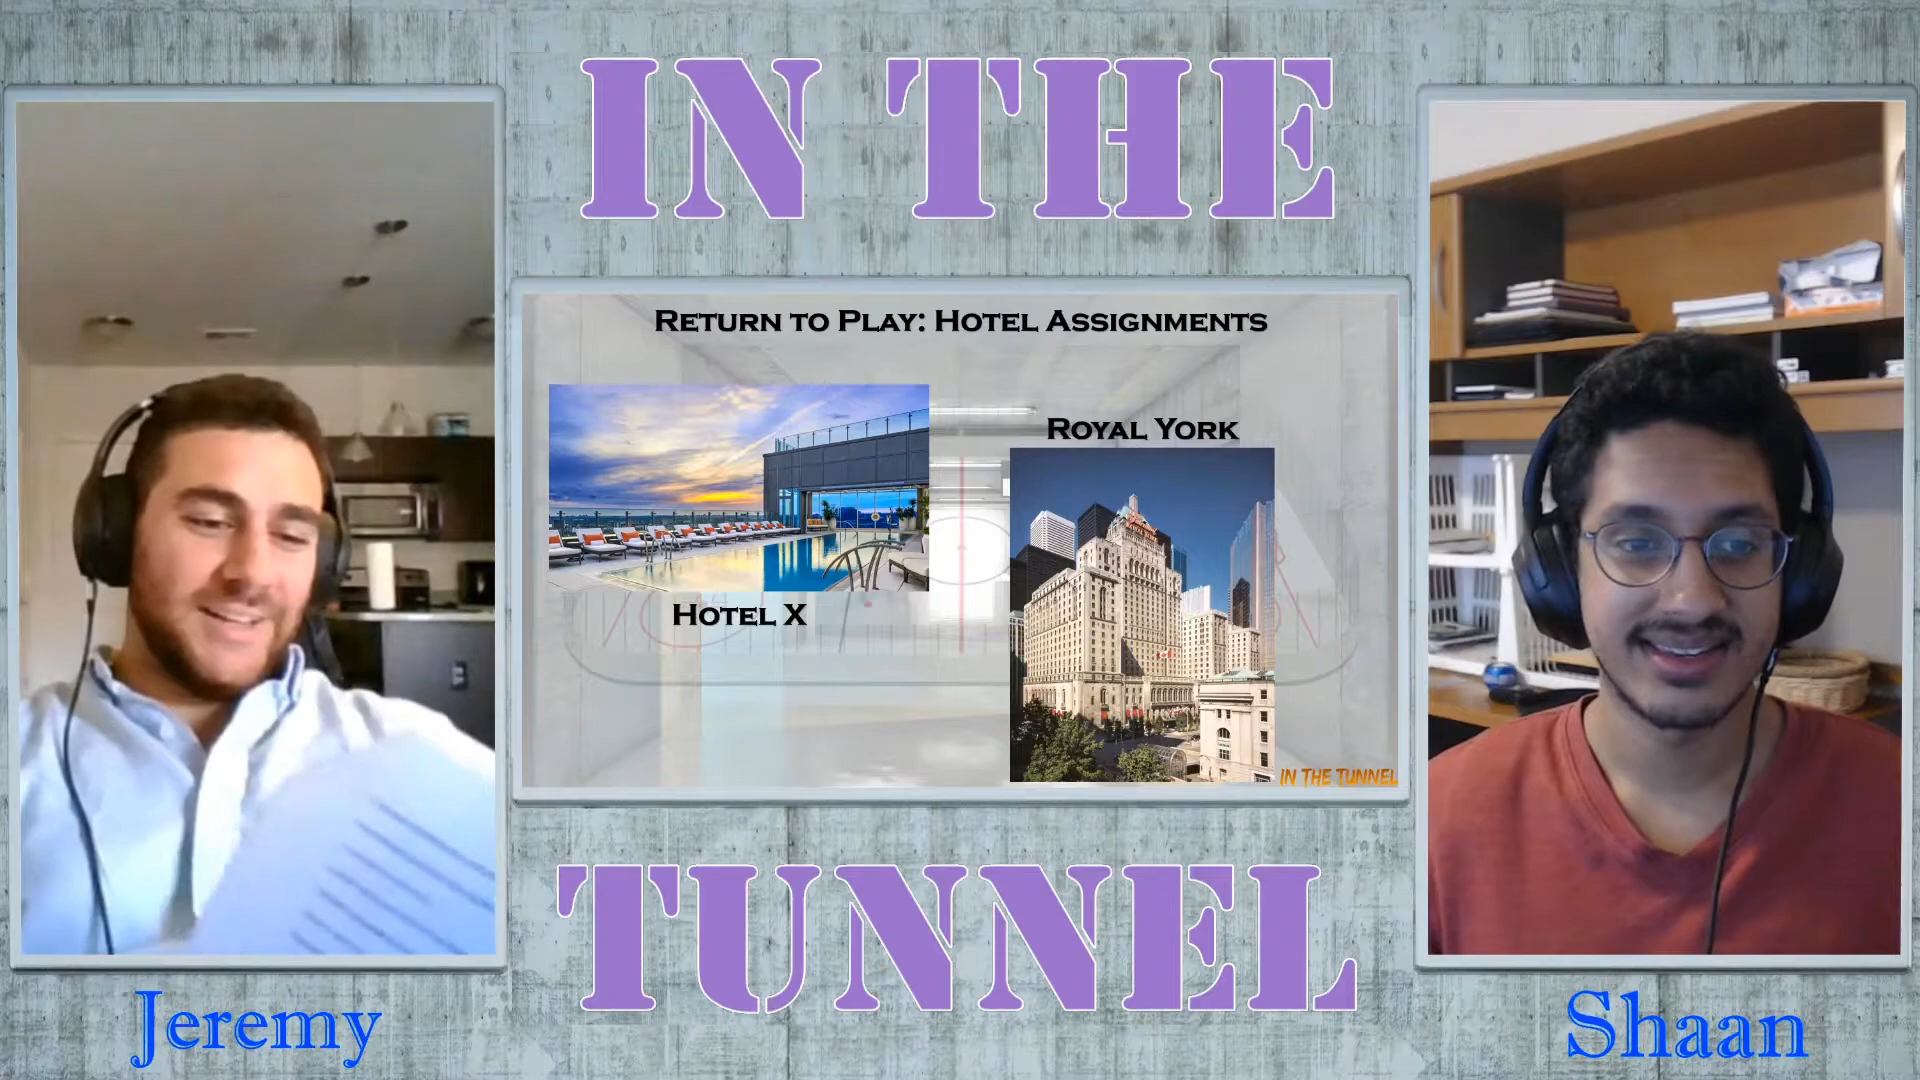 IN THE
RETURN TO PLAY: HOTEL ASSIGNMENTS
ROYAL YORK
HOTEL X
IN THE TUNNEL
TUNNEL
Jeremy
Shaan